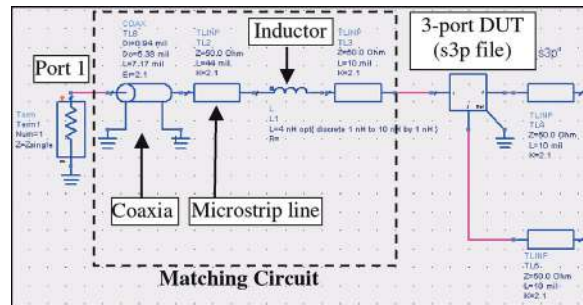 COAX
TL8
Di=0.94 mil
Do=6.38 mil
L=7.17 mil
Er=2.1
TLINP
TL2
Z=50.0 Ohm
L=44 mil
K=2.1
Inductor
TLINP
TL3
Z=50.0 Ohm
L=10 mil
K=2.1
3-port DUT
(s3p file)
s3p"
Port 1
Term
Term1
Num=1
Z=Zsingle
L
L1
L=4 nH opt{ discrete 1 nH to 10 nH by 1 nH }
R=
Ref
TLINP
TL4
Z=50.0 Ohm
L=10 mil
K=2.1
Coaxia
Microstrip line
Matching Circuit
TLINP
TL5
Z=50.0 Ohm
L=10 mil
K=2.1